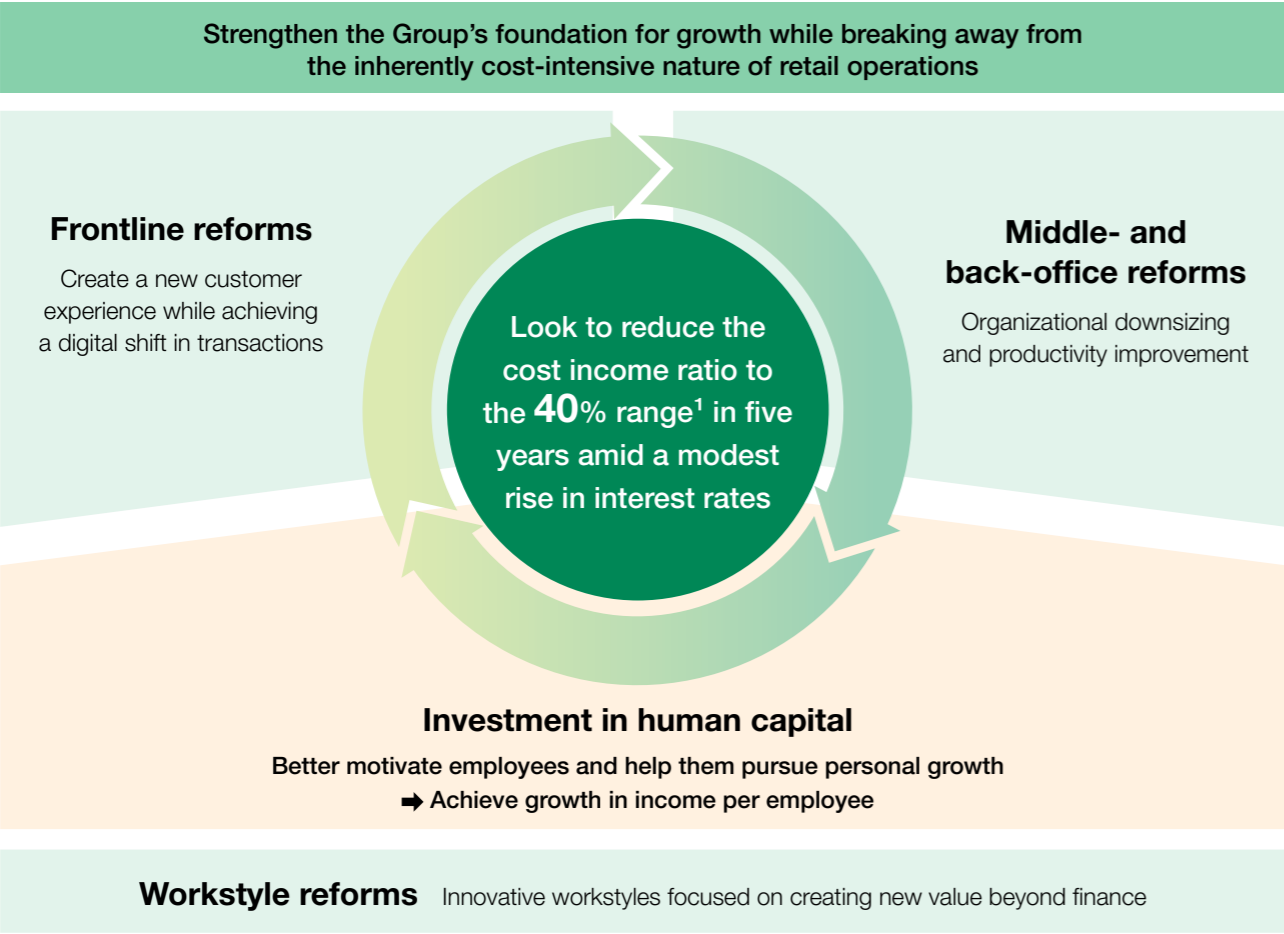 Strengthen the Group’s foundation for growth while breaking away from
the inherently cost-intensive nature of retail operations
Frontline reforms
Create a new customer
experience while achieving
a digital shift in transactions
Look to reduce the
cost income ratio to
the 40% range¹ in five
years amid a modest
rise in interest rates
Middle- and
back-office reforms
Organizational downsizing
and productivity improvement
Investment in human capital
Better motivate employees and help them pursue personal growth
➡ Achieve growth in income per employee
Workstyle reforms Innovative workstyles focused on creating new value beyond finance